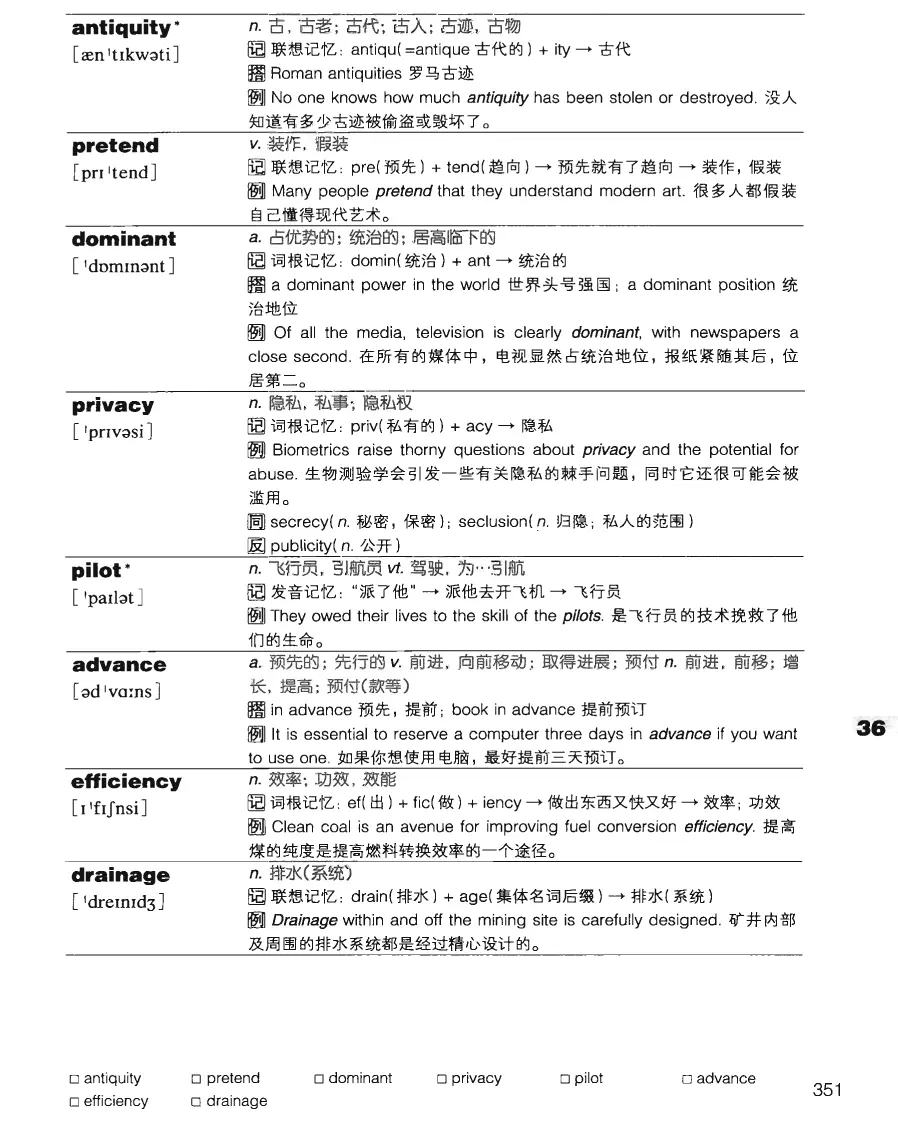 antiquity*
[ænˈtɪkwəti]
n. 古, 古老; 古代; 古人; 古迹, 古物
记 联想记忆: antiqu(=antique 古代的) + ity → 古代
搭 Roman antiquities 罗马古迹
例 No one knows how much antiquity has been stolen or destroyed. 没人
知道有多少古迹被偷盗或毁坏了。
pretend
[prɪˈtend]
v. 装作, 假装
记 联想记忆: pre(预先) + tend(趋向) → 预先就有了趋向 → 装作, 假装
例 Many people pretend that they understand modern art. 很多人都假装
自己懂得现代艺术。
dominant
[ˈdɒmɪnənt]
a. 占优势的; 统治的; 居高临下的
记 词根记忆: domin(统治) + ant → 统治的
搭 a dominant power in the world 世界头号强国; a dominant position 统
治地位
例 Of all the media, television is clearly dominant, with newspapers a
close second. 在所有的媒体中, 电视显然占统治地位, 报纸紧随其后, 位
居第二。
privacy
[ˈprɪvəsi]
n. 隐私, 私事; 隐私权
记 词根记忆: priv(私有的) + acy → 隐私
例 Biometrics raise thorny questions about privacy and the potential for
abuse. 生物测验学会引发一些有关隐私的棘手问题, 同时它还很可能会被
滥用。
同 secrecy(n. 秘密, 保密); seclusion(n. 归隐; 私人的范围)
反 publicity(n. 公开)
pilot*
[ˈpaɪlət]
n. 飞行员, 引航员 vt. 驾驶, 为…引航
记 发音记忆: "派了他" → 派他去开飞机 → 飞行员
例 They owed their lives to the skill of the pilots. 是飞行员的技术挽救了他
们的生命。
advance
[ədˈvɑːns]
a. 预先的; 先行的 v. 前进, 向前移动; 取得进展; 预付 n. 前进, 前移; 增
长, 提高; 预付(款等)
搭 in advance 预先, 提前; book in advance 提前预订
例 It is essential to reserve a computer three days in advance if you want
to use one. 如果你想使用电脑, 最好提前三天预订。
36
efficiency
[ɪˈfɪʃnsi]
n. 效率; 功效, 效能
记 词根记忆: ef(出) + fic(做) + iency → 做出东西又快又好 → 效率; 功效
例 Clean coal is an avenue for improving fuel conversion efficiency. 提高
煤的纯度是提高燃料转换效率的一个途径。
drainage
[ˈdreɪnɪdʒ]
n. 排水(系统)
记 联想记忆: drain(排水) + age(集体名词后缀) → 排水(系统)
例 Drainage within and off the mining site is carefully designed. 矿井内部
及周围的排水系统都是经过精心设计的。
□ antiquity □ pretend □ dominant □ privacy □ pilot □ advance
□ efficiency □ drainage
351